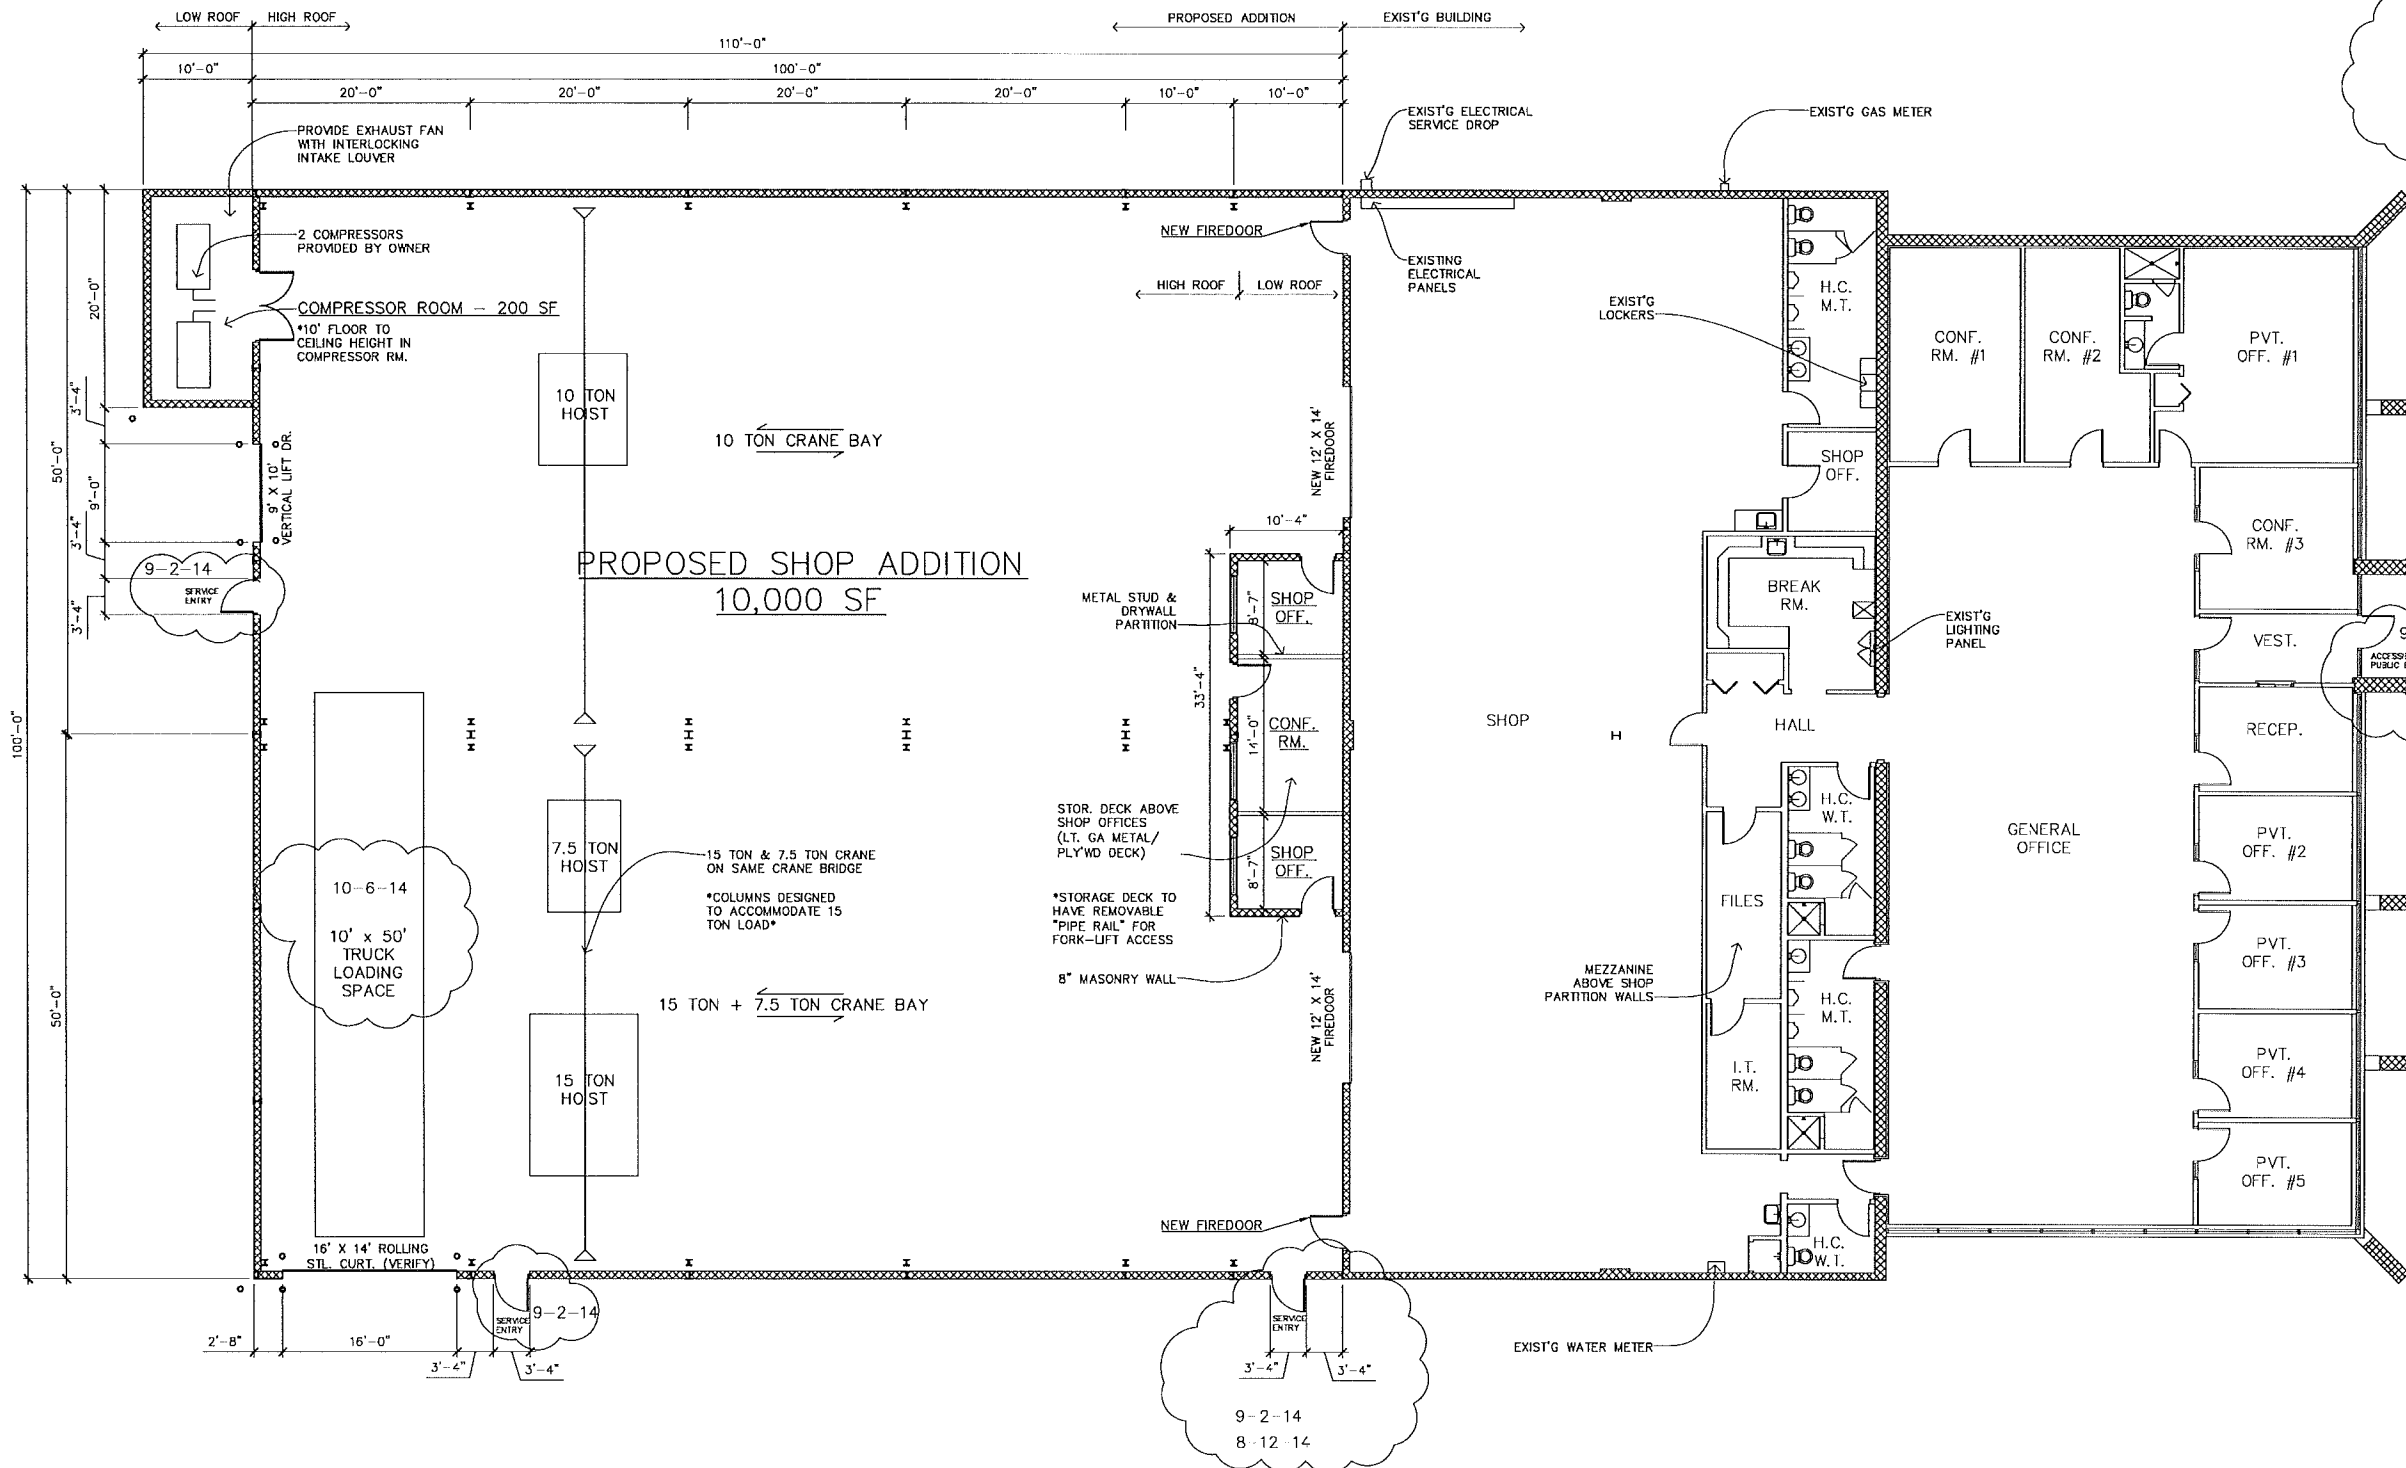 LOW ROOF
HIGH ROOF
PROPOSED ADDITION
EXIST'G BUILDING
110'-0"
10'-0"
100'-0"
20'-0"
20'-0"
20'-0"
20'-0"
10'-0"
10'-0"
PROVIDE EXHAUST FAN
WITH INTERLOCKING
INTAKE LOUVER
EXIST'G ELECTRICAL
SERVICE DROP
EXIST'G GAS METER
2 COMPRESSORS
PROVIDED BY OWNER
NEW FIREDOOR
EXISTING
ELECTRICAL
PANELS
HIGH ROOF
LOW ROOF
COMPRESSOR ROOM - 200 SF
*10' FLOOR TO
CEILING HEIGHT IN
COMPRESSOR RM.
EXIST'G
LOCKERS
H.C.
M.T.
CONF.
RM. #1
CONF.
RM. #2
PVT.
OFF. #1
20'-0"
3'-4"
50'-0"
9'-0"
3'-4"
3'-4"
100'-0"
50'-0"
10 TON
HOIST
10 TON CRANE BAY
NEW 12' X 14'
FIREDOOR
9' X 10'
VERTICAL LIFT DR.
SHOP
OFF.
CONF.
RM. #3
10'-4"
9-2-14
SERVICE
ENTRY
PROPOSED SHOP ADDITION
10,000 SF
METAL STUD &
DRYWALL
PARTITION
8'-7"
SHOP
OFF.
BREAK
RM.
EXIST'G
LIGHTING
PANEL
VEST.
9
33'-4"
14'-0"
CONF.
RM.
SHOP
HALL
RECEP.
STOR. DECK ABOVE
SHOP OFFICES
(LT. GA METAL/
PLY'WD DECK)
H.C.
W.T.
GENERAL
OFFICE
PVT.
OFF. #2
7.5 TON
HOIST
15 TON & 7.5 TON CRANE
ON SAME CRANE BRIDGE
*COLUMNS DESIGNED
TO ACCOMMODATE 15
TON LOAD*
8'-7"
SHOP
OFF.
*STORAGE DECK TO
HAVE REMOVABLE
"PIPE RAIL" FOR
FORK-LIFT ACCESS
8" MASONRY WALL
FILES
10-6-14
10' x 50'
TRUCK
LOADING
SPACE
PVT.
OFF. #3
MEZZANINE
ABOVE SHOP
PARTITION WALLS
H.C.
M.T.
15 TON + 7.5 TON CRANE BAY
NEW 12' X 14'
FIREDOOR
15 TON
HOIST
I.T.
RM.
PVT.
OFF. #4
PVT.
OFF. #5
NEW FIREDOOR
H.C.
W.T.
16' X 14' ROLLING
STL. CURT. (VERIFY)
9-2-14
SERVICE
ENTRY
SERVICE
ENTRY
2'-8"
16'-0"
3'-4"
3'-4"
3'-4"
3'-4"
EXIST'G WATER METER
9-2-14
8-12-14